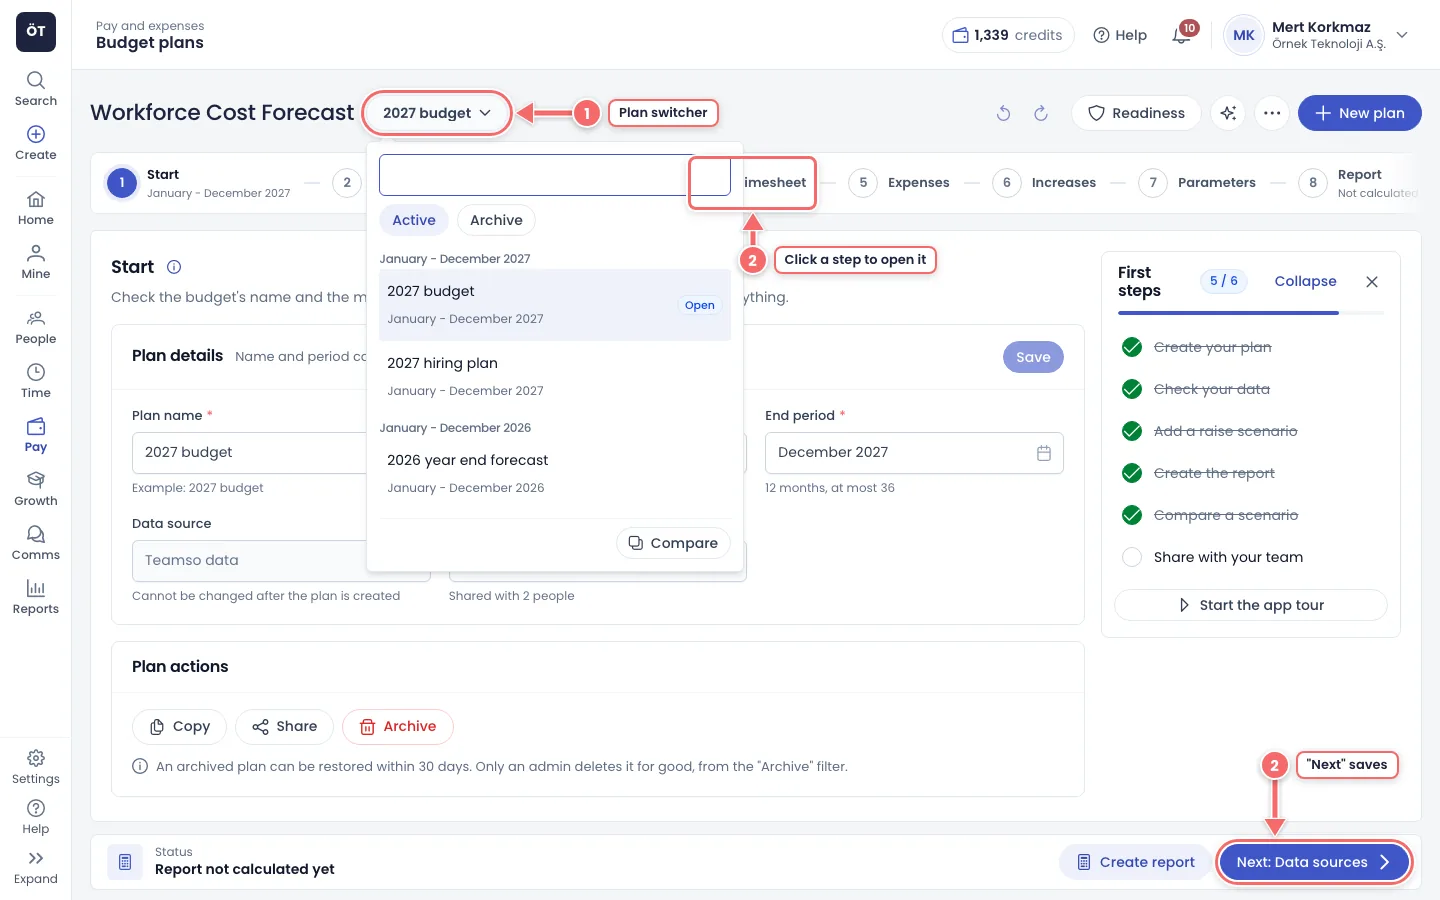 ÖT
Search
Create
Home
Mine
People
Time
Pay
Growth
Comms
Reports
Settings
Help
Expand
Pay and expenses
Budget plans
1,339 credits
Help
10
MK
Mert Korkmaz
Örnek Teknoloji A.Ş.
Workforce Cost Forecast
2027 budget
1
Plan switcher
Readiness
New plan
1
Start
January - December 2027
2
imesheet
5
Expenses
6
Increases
7
Parameters
8
Report
Not calculated
2
Click a step to open it
Active
Archive
January - December 2027
2027 budget
January - December 2027
Open
2027 hiring plan
January - December 2027
January - December 2026
2026 year end forecast
January - December 2026
Compare
Start
Check the budget's name and the m
ything.
Plan details
Name and period c
Save
Plan name *
2027 budget
Example: 2027 budget
End period *
December 2027
12 months, at most 36
Data source
Teamso data
Cannot be changed after the plan is created
Shared with 2 people
Plan actions
Copy
Share
Archive
An archived plan can be restored within 30 days. Only an admin deletes it for good, from the "Archive" filter.
First steps
5 / 6
Collapse
Create your plan
Check your data
Add a raise scenario
Create the report
Compare a scenario
Share with your team
Start the app tour
2
"Next" saves
Status
Report not calculated yet
Create report
Next: Data sources